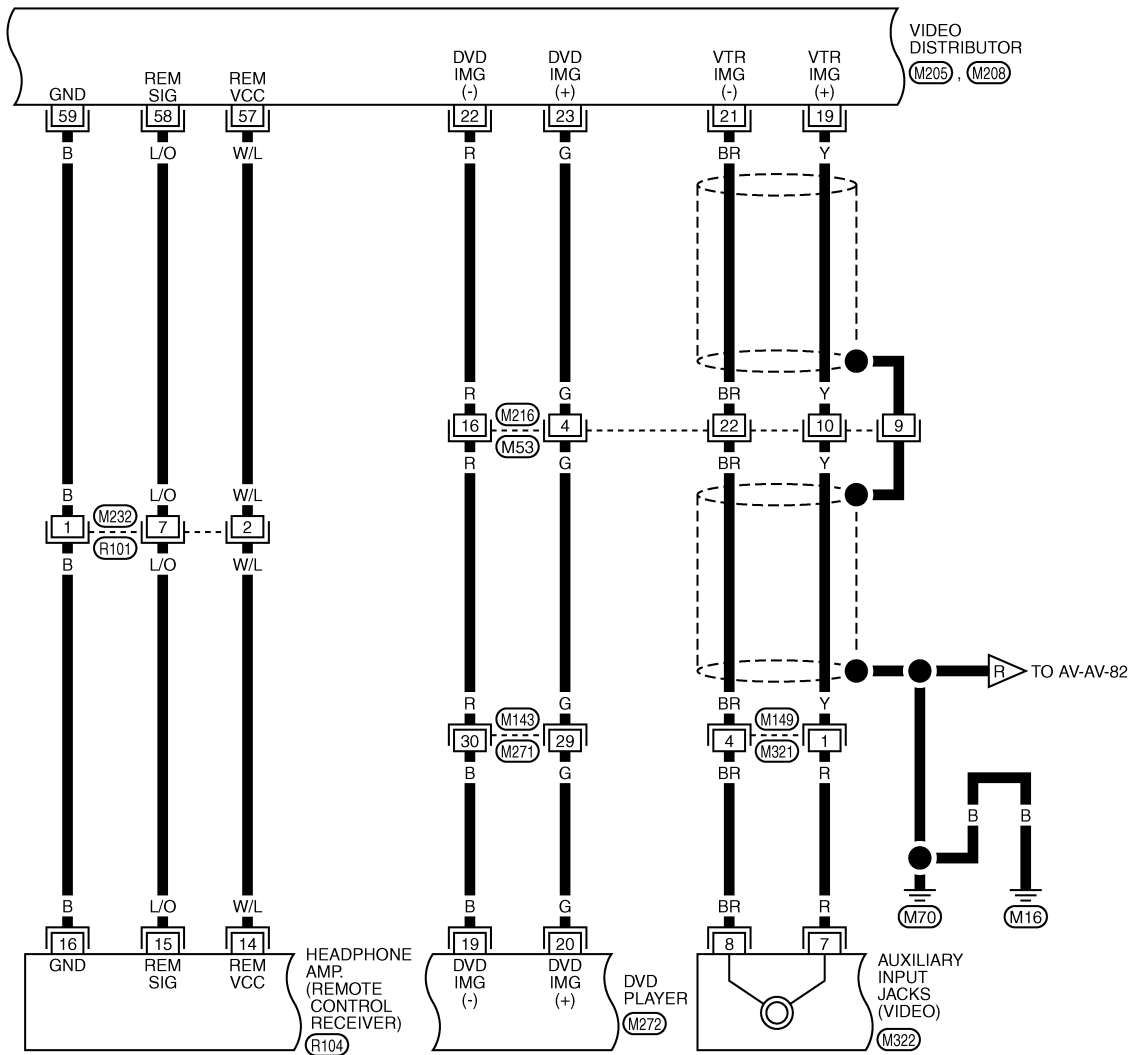 VIDEO
DISTRIBUTOR
M205 , M208
GND
REM
SIG
REM
VCC
DVD
IMG
(-)
DVD
IMG
(+)
VTR
IMG
(-)
VTR
IMG
(+)
59 58 57 22 23 21 19
B L/O W/L R G BR Y
R G BR Y
16 M216 4 22 10 9
M53
R G BR Y
B L/O W/L
1 M232 7 2
R101
B L/O W/L
R TO AV-AV-82
R G BR Y
30 M143 29 4 M149 1
M271 M321
B G BR R
B B
B L/O W/L B G BR R
M70 M16
16 15 14 19 20 8 7
GND
REM
SIG
REM
VCC
HEADPHONE
AMP.
(REMOTE
CONTROL
RECEIVER)
R104
DVD
IMG
(-)
DVD
IMG
(+)
DVD
PLAYER
M272
AUXILIARY
INPUT
JACKS
(VIDEO)
M322